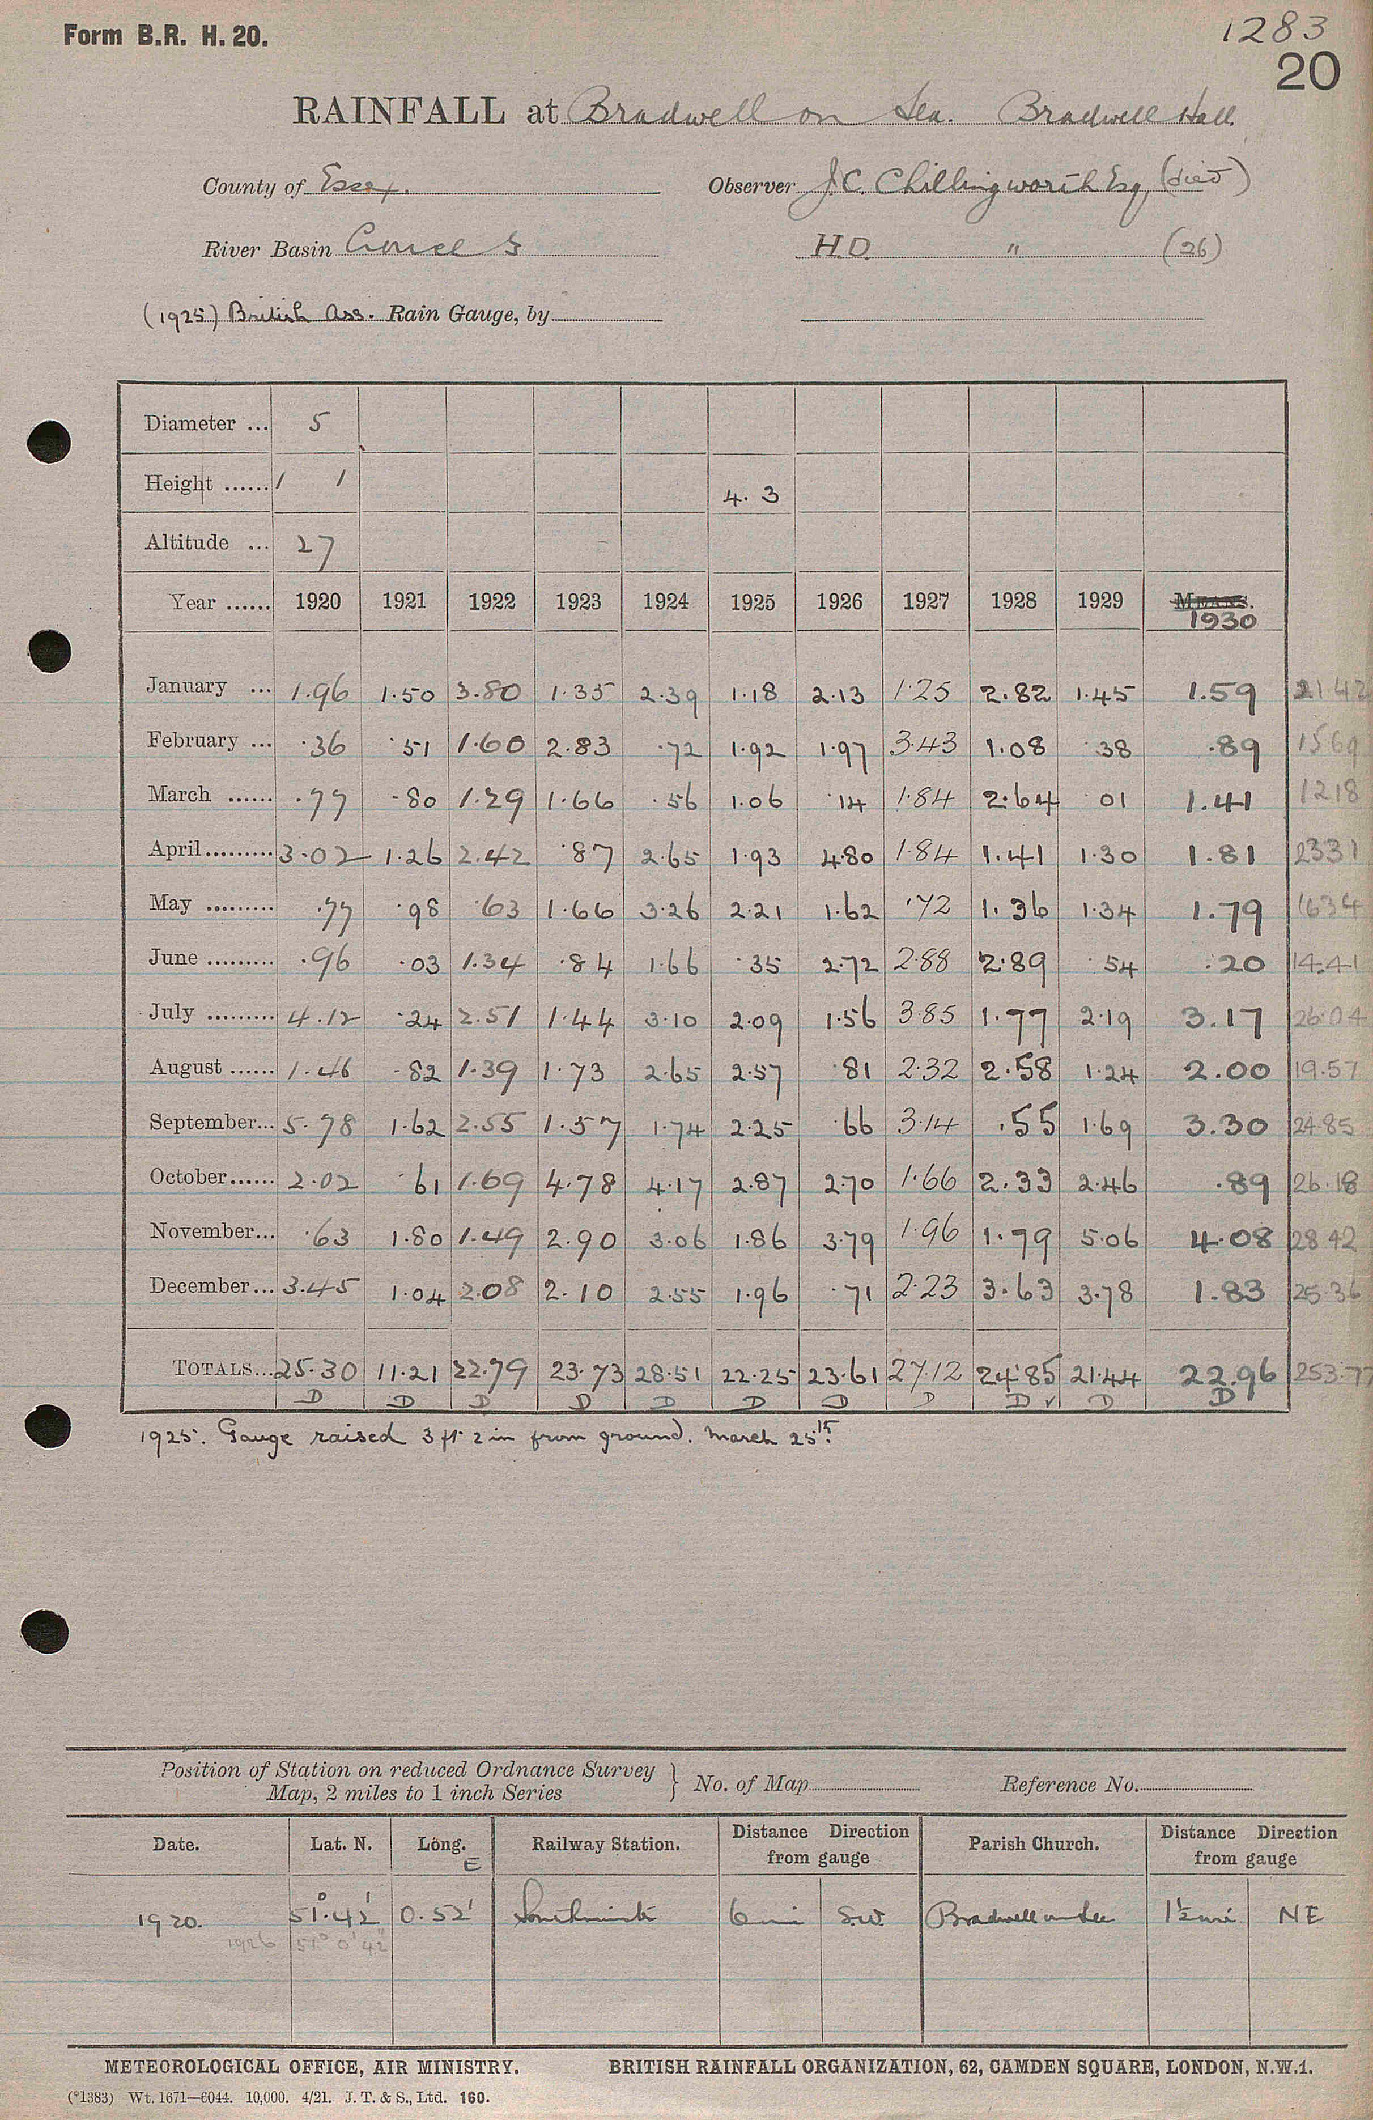 Form B.R. H. 20.
1283
20
RAINFALL at Bradwell on Sea. Bradwell Hall.
County of Essex. Observer J.C. Chillingworth Esq. (died)
River Basin H.D. " (26)
(1925) British Ass. Rain Gauge, by
Diameter ... 5
Height ...... 1 1 4. 3
Altitude ... 27
Year ...... 1920 1921 1922 1923 1924 1925 1926 1927 1928 1929 MEANS. 1930
January ... 1.96 1.50 3.80 1.35 2.39 1.18 2.13 1.25 2.82 1.45 1.59 21.42
February ... .36 .51 1.60 2.83 .72 1.92 1.97 3.43 1.08 .38 .89 1569
March ...... .77 .80 1.29 1.66 .56 1.06 .14 1.84 2.64 01 1.41 1218
April ......... 3.02 1.26 2.42 .87 2.65 1.93 4.80 1.84 1.41 1.30 1.81 2331
May ......... .77 .98 .63 1.66 3.26 2.21 1.62 .72 1.36 1.34 1.79 1634
June ......... .96 .03 1.34 .84 1.66 .35 2.72 2.88 2.89 .54 .20 14.41
July ......... 4.12 .24 2.51 1.44 3.10 2.09 1.56 3.85 1.77 2.19 3.17 26.04
August ...... 1.46 .82 1.39 1.73 2.65 2.57 .81 2.32 2.58 1.24 2.00 19.57
September... 5.78 1.62 2.55 1.57 1.74 2.25 .66 3.14 .55 1.69 3.30 24.85
October...... 2.02 .61 1.69 4.78 4.17 2.87 2.70 1.66 2.33 2.46 .89 26.18
November... .63 1.80 1.49 2.90 3.06 1.86 3.79 1.96 1.79 5.06 4.08 28.42
December... 3.45 1.04 2.08 2.10 2.55 1.96 .71 2.23 3.63 3.78 1.83 25.36
TOTALS... 25.30 11.21 22.79 23.73 28.51 22.25 23.61 27.12 24.85 21.44 22.96 253.77
D D D D D D D D D ✓ D D
1925. Gauge raised 3 ft 2 in from ground. March 25th.
Position of Station on reduced Ordnance Survey Map, 2 miles to 1 inch Series } No. of Map Reference No.
Date. Lat. N. Long. E Railway Station. Distance Direction from gauge Parish Church. Distance Direction from gauge
1920. 51°.42' 0.52' Southminster 6 mi S.W. Bradwell on Sea 1½ mi NE
1926 51° 0' 42"
METEOROLOGICAL OFFICE, AIR MINISTRY. BRITISH RAINFALL ORGANIZATION, 62, CAMDEN SQUARE, LONDON, N.W.1.
(*1383) Wt. 1671—6044. 10,000. 4/21. J. T. & S., Ltd. 160.